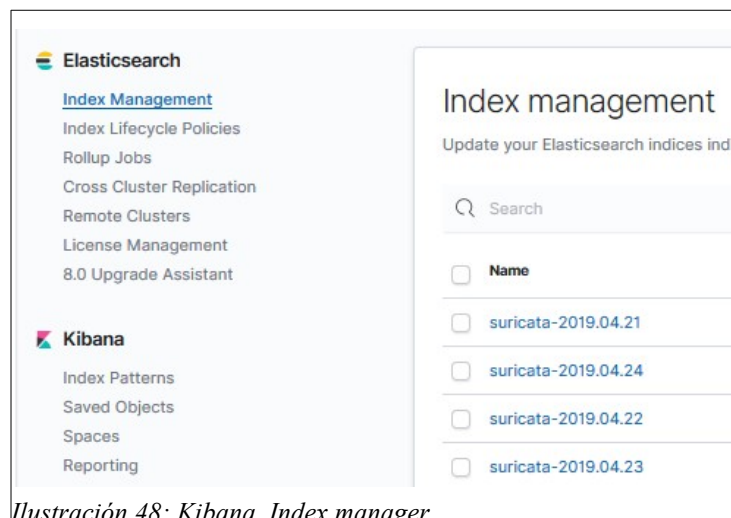 Elasticsearch
Index Management
Index Lifecycle Policies
Rollup Jobs
Cross Cluster Replication
Remote Clusters
License Management
8.0 Upgrade Assistant
Kibana
Index Patterns
Saved Objects
Spaces
Reporting
Index management
Update your Elasticsearch indices ind
Search
Name
suricata-2019.04.21
suricata-2019.04.24
suricata-2019.04.22
suricata-2019.04.23
Ilustración 48: Kibana. Index manager